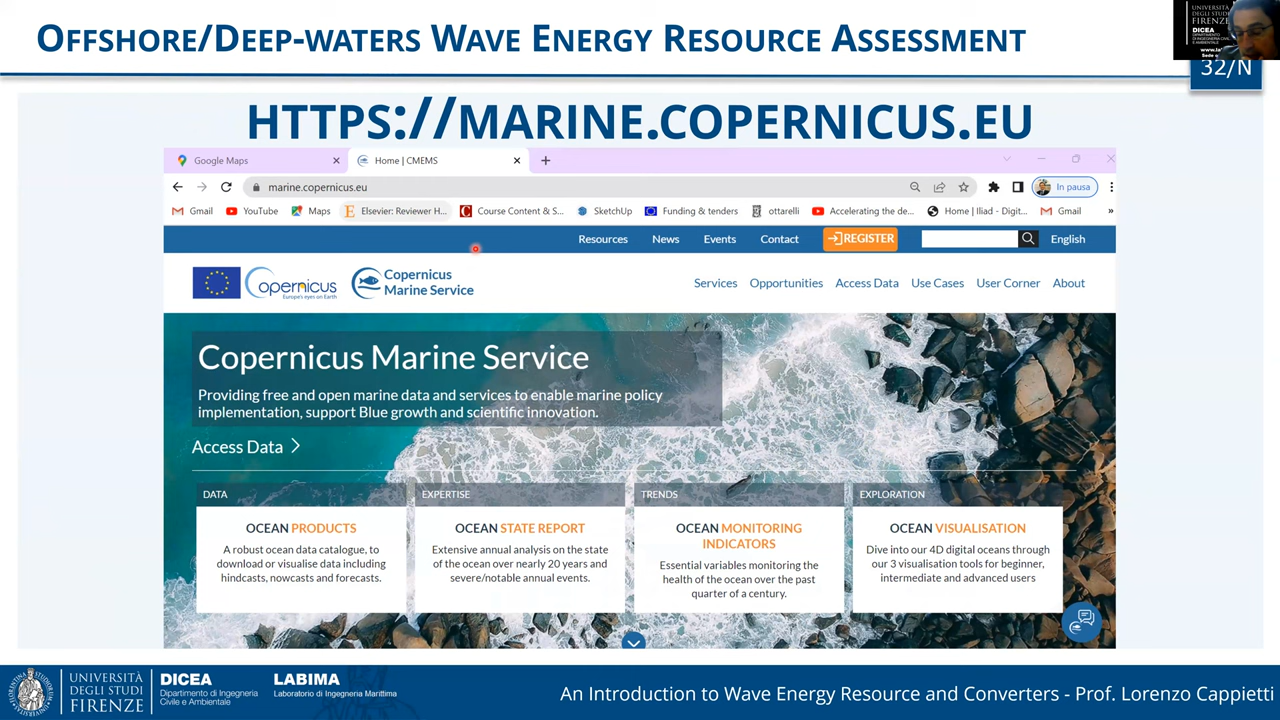 OFFSHORE/DEEP-WATERS WAVE ENERGY RESOURCE ASSESSMENT
UNIVERSITÀ
DEGLI STUDI
FIRENZE
DICEA
32/N
HTTPS://MARINE.COPERNICUS.EU
Google Maps
Home | CMEMS
marine.copernicus.eu
In pausa
Gmail
YouTube
Maps
Elsevier: Reviewer H...
Course Content & S...
SketchUp
Funding & tenders
ottarelli
Accelerating the de...
Home | Iliad - Digit...
Gmail
»
Resources
News
Events
Contact
REGISTER
English
Copernicus
Europe's eyes on Earth
Copernicus
Marine Service
Services
Opportunities
Access Data
Use Cases
User Corner
About
Copernicus Marine Service
Providing free and open marine data and services to enable marine policy
implementation, support Blue growth and scientific innovation.
Access Data
DATA
OCEAN PRODUCTS
A robust ocean data catalogue, to
download or visualise data including
hindcasts, nowcasts and forecasts.
EXPERTISE
OCEAN STATE REPORT
Extensive annual analysis on the state
of the ocean over nearly 20 years and
severe/notable annual events.
TRENDS
OCEAN MONITORING
INDICATORS
Essential variables monitoring the
health of the ocean over the past
quarter of a century.
EXPLORATION
OCEAN VISUALISATION
Dive into our 4D digital oceans through
our 3 visualisation tools for beginner,
intermediate and advanced users
UNIVERSITÀ
DEGLI STUDI
FIRENZE
DICEA
Dipartimento di Ingegneria
Civile e Ambientale
LABIMA
Laboratorio di Ingegneria Marittima
An Introduction to Wave Energy Resource and Converters - Prof. Lorenzo Cappietti